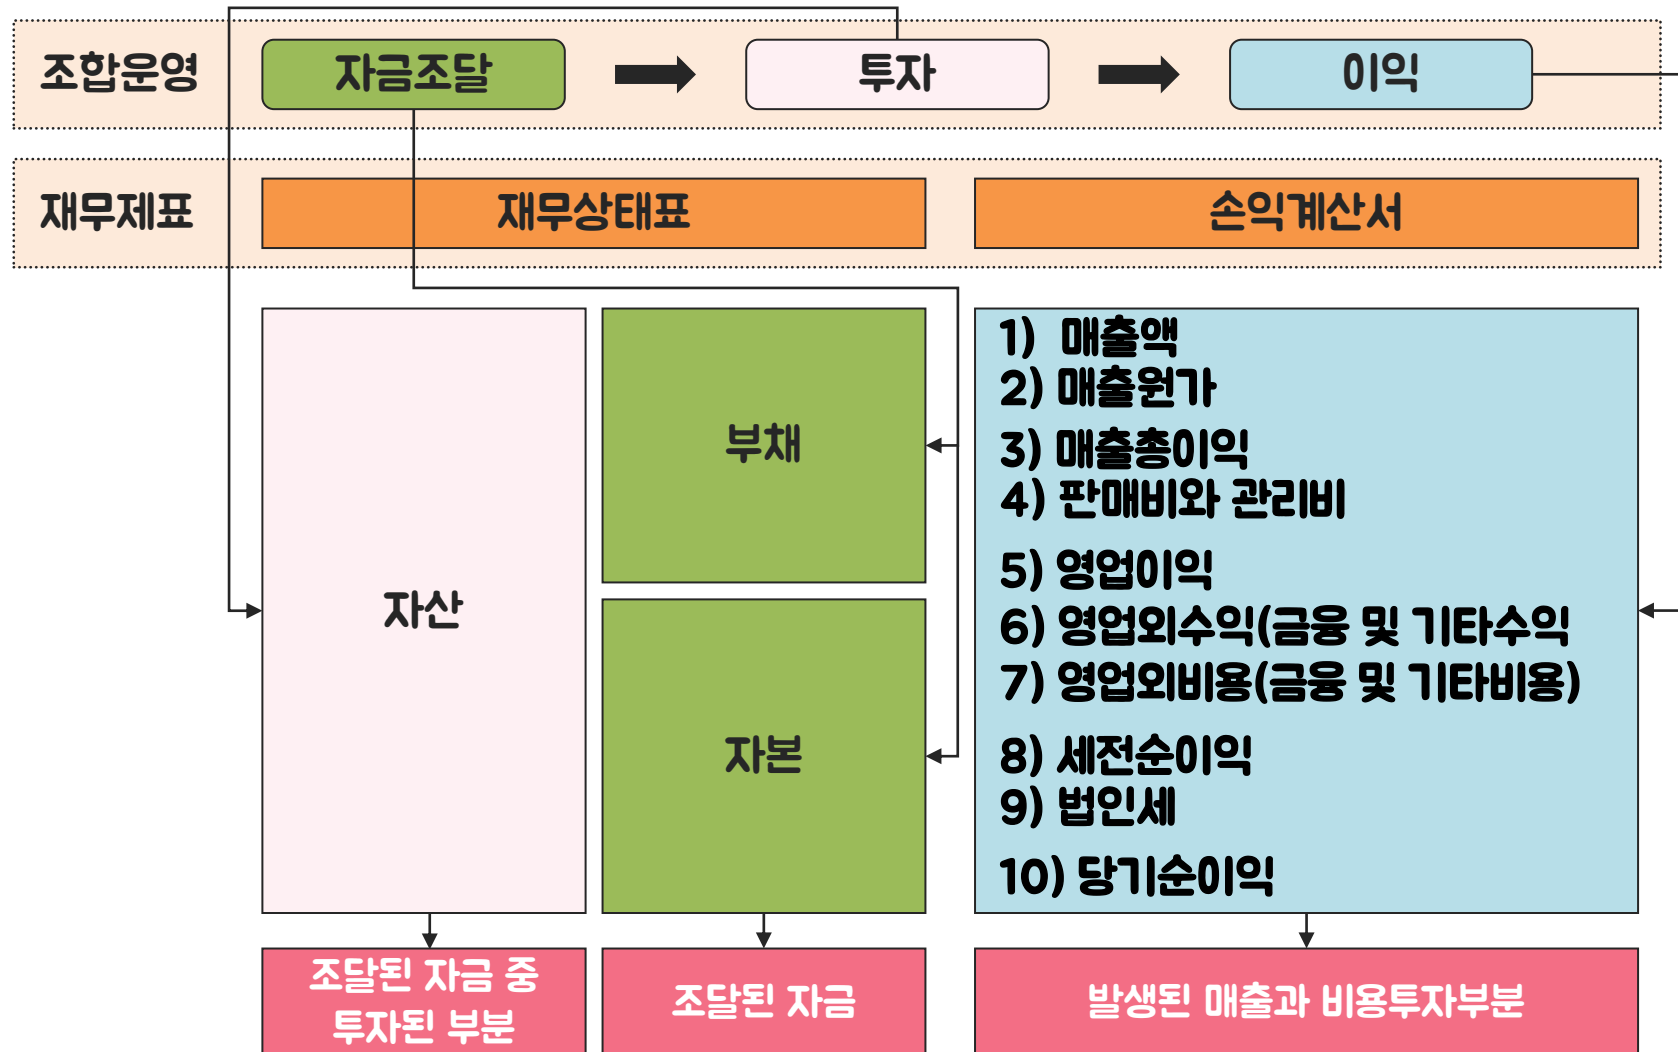 조합운영
자금조달
투자
이익
재무제표
재무상태표
손익계산서
자산
부채
자본
1) 매출액
2) 매출원가
3) 매출총이익
4) 판매비와 관리비
5) 영업이익
6) 영업외수익(금융 및 기타수익
7) 영업외비용(금융 및 기타비용)
8) 세전순이익
9) 법인세
10) 당기순이익
조달된 자금 중
투자된 부분
조달된 자금
발생된 매출과 비용투자부분